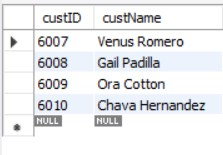 custID custName
6007 Venus Romero
6008 Gail Padilla
6009 Ora Cotton
6010 Chava Hernandez
NULL NULL